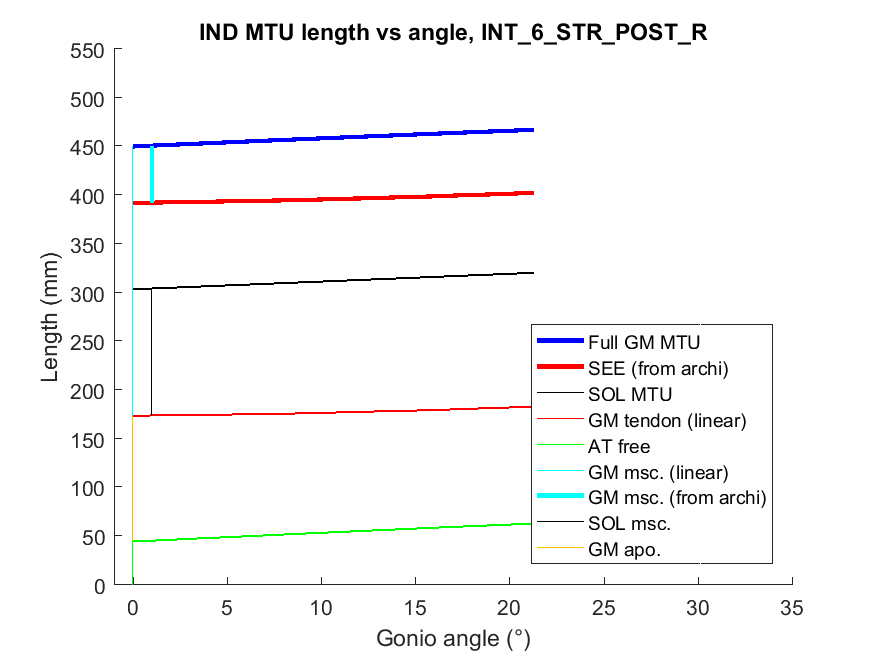 IND MTU length vs angle, INT_6_STR_POST_R
550
500
450
400
350
300
250
200
150
100
50
0
Length (mm)
Full GM MTU
SEE (from archi)
SOL MTU
GM tendon (linear)
AT free
GM msc. (linear)
GM msc. (from archi)
SOL msc.
GM apo.
0 5 10 15 20 25 30 35
Gonio angle (°)